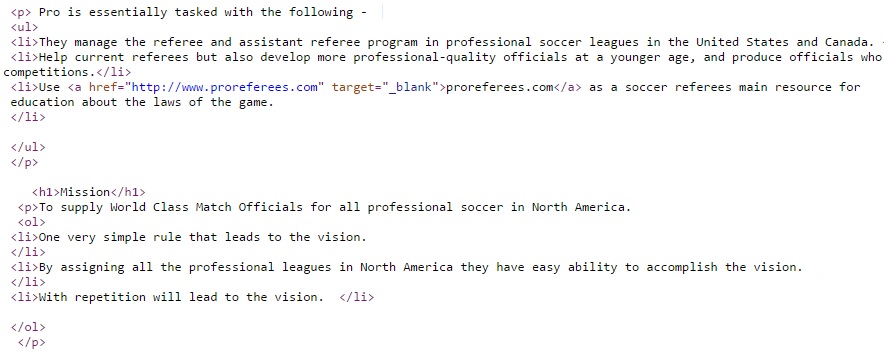 <p> Pro is essentially tasked with the following -
<ul>
<li>They manage the referee and assistant referee program in professional soccer leagues in the United States and Canada.
<li>Help current referees but also develop more professional-quality officials at a younger age, and produce officials who
competitions.</li>
<li>Use <a href="http://www.proreferees.com" target="_blank">proreferees.com</a> as a soccer referees main resource for
education about the laws of the game.
</li>
</ul>
</p>
<h1>Mission</h1>
<p>To supply World Class Match Officials for all professional soccer in North America.
<ol>
<li>One very simple rule that leads to the vision.
</li>
<li>By assigning all the professional leagues in North America they have easy ability to accomplish the vision.
</li>
<li>With repetition will lead to the vision.  </li>
</ol>
</p>